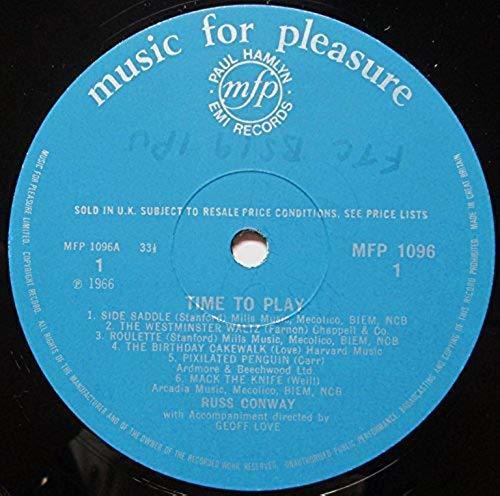 music for pleasure
PAUL HAMLYN
mfp
EMI RECORDS
SOLD IN U.K. SUBJECT TO RESALE PRICE CONDITIONS, SEE PRICE LISTS
MFP 1096A 33⅓ MFP 1096
1 1
℗ 1966
TIME TO PLAY
1. SIDE SADDLE (Stanford) Mills Music, Mecolico, BIEM, NCB
2. THE WESTMINSTER WALTZ (Farnon) Chappell & Co.
3. ROULETTE (Stanford) Mills Music, Mecolico, BIEM, NCB
4. THE BIRTHDAY CAKEWALK (Love) Harvard Music
5. PIXILATED PENGUIN (Carr)
Ardmore & Beechwood Ltd.
6. MACK THE KNIFE (Weill)
Arcadia Music, Mecolico, BIEM, NCB
RUSS CONWAY
with Accompaniment directed by
GEOFF LOVE
MUSIC FOR PLEASURE LIMITED. COPYRIGHT RECORD. ALL RIGHTS OF THE MANUFACTURER AND OF THE OWNER OF THE RECORDED WORK RESERVED. UNAUTHORISED PUBLIC PERFORMANCE, BROADCASTING AND COPYING OF THIS RECORD PROHIBITED. MADE IN GREAT BRITAIN